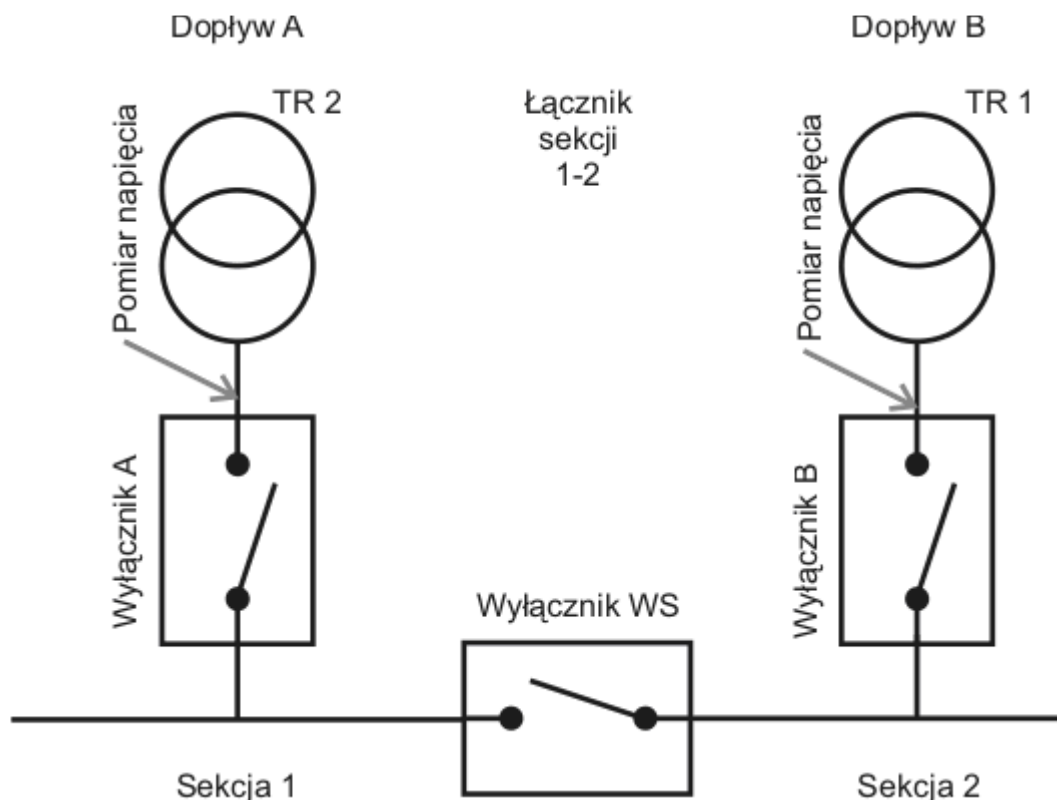 Dopływ A
Dopływ B
TR 2
Łącznik
sekcji
1-2
TR 1
Pomiar napięcia
Pomiar napięcia
Wyłącznik A
Wyłącznik WS
Wyłącznik B
Sekcja 1
Sekcja 2